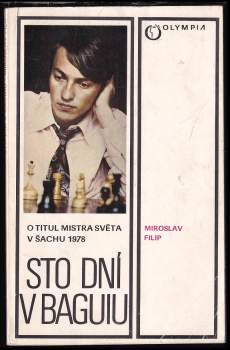 OLYMPIA
O TITUL MISTRA SVĚTA
V ŠACHU 1978
MIROSLAV
FILIP
STO DNÍ
V BAGUIU